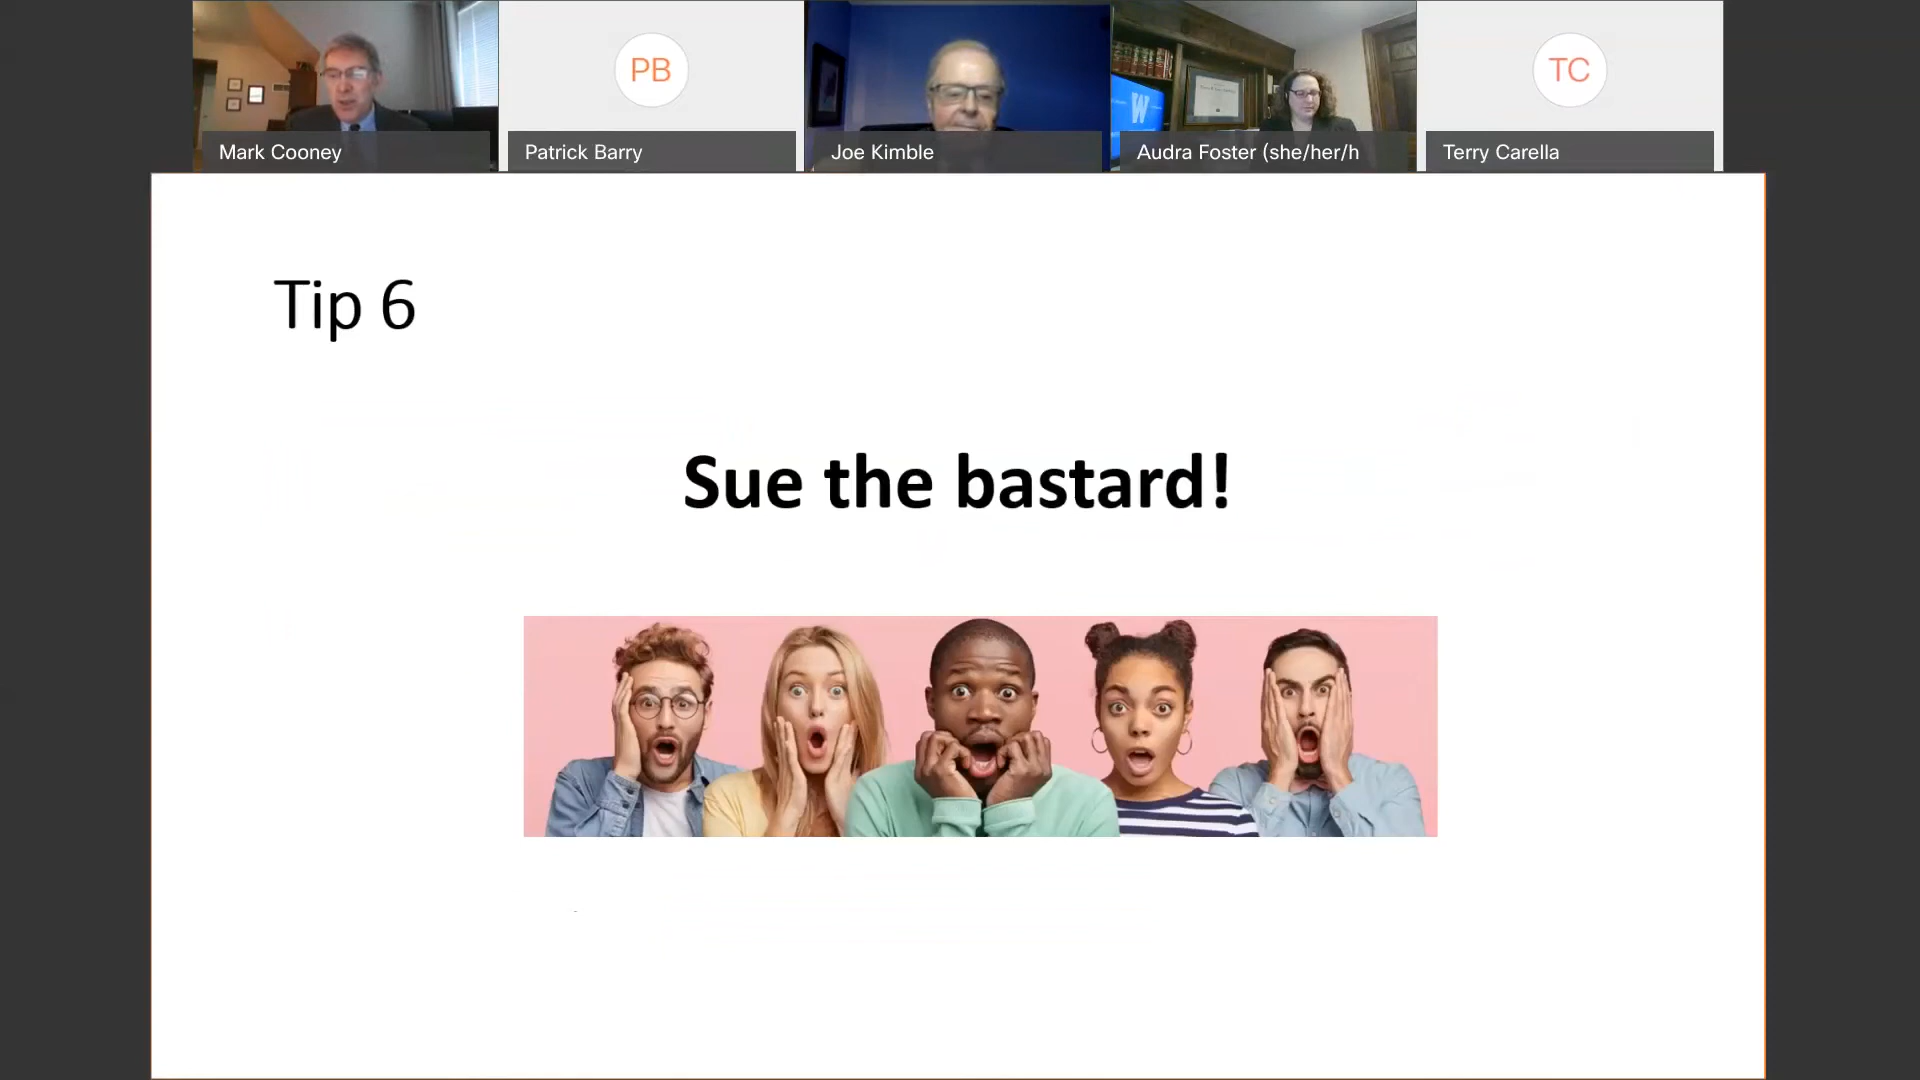 PB
TC
Mark Cooney
Patrick Barry
Joe Kimble
Audra Foster (she/her/h
Terry Carella
W
Tip 6
Sue the bastard!